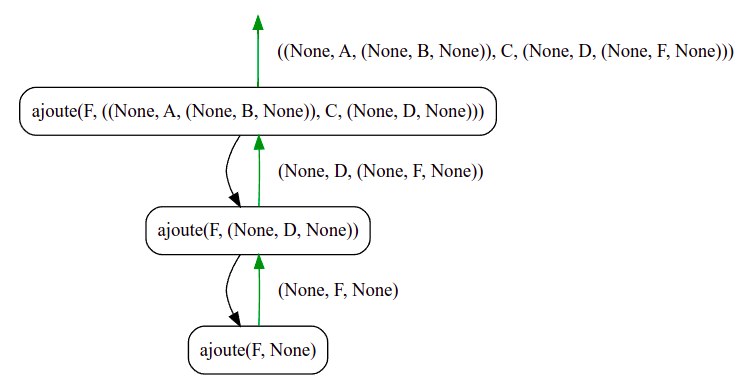 ((None, A, (None, B, None)), C, (None, D, (None, F, None)))
ajoute(F, ((None, A, (None, B, None)), C, (None, D, None)))
(None, D, (None, F, None))
ajoute(F, (None, D, None))
(None, F, None)
ajoute(F, None)